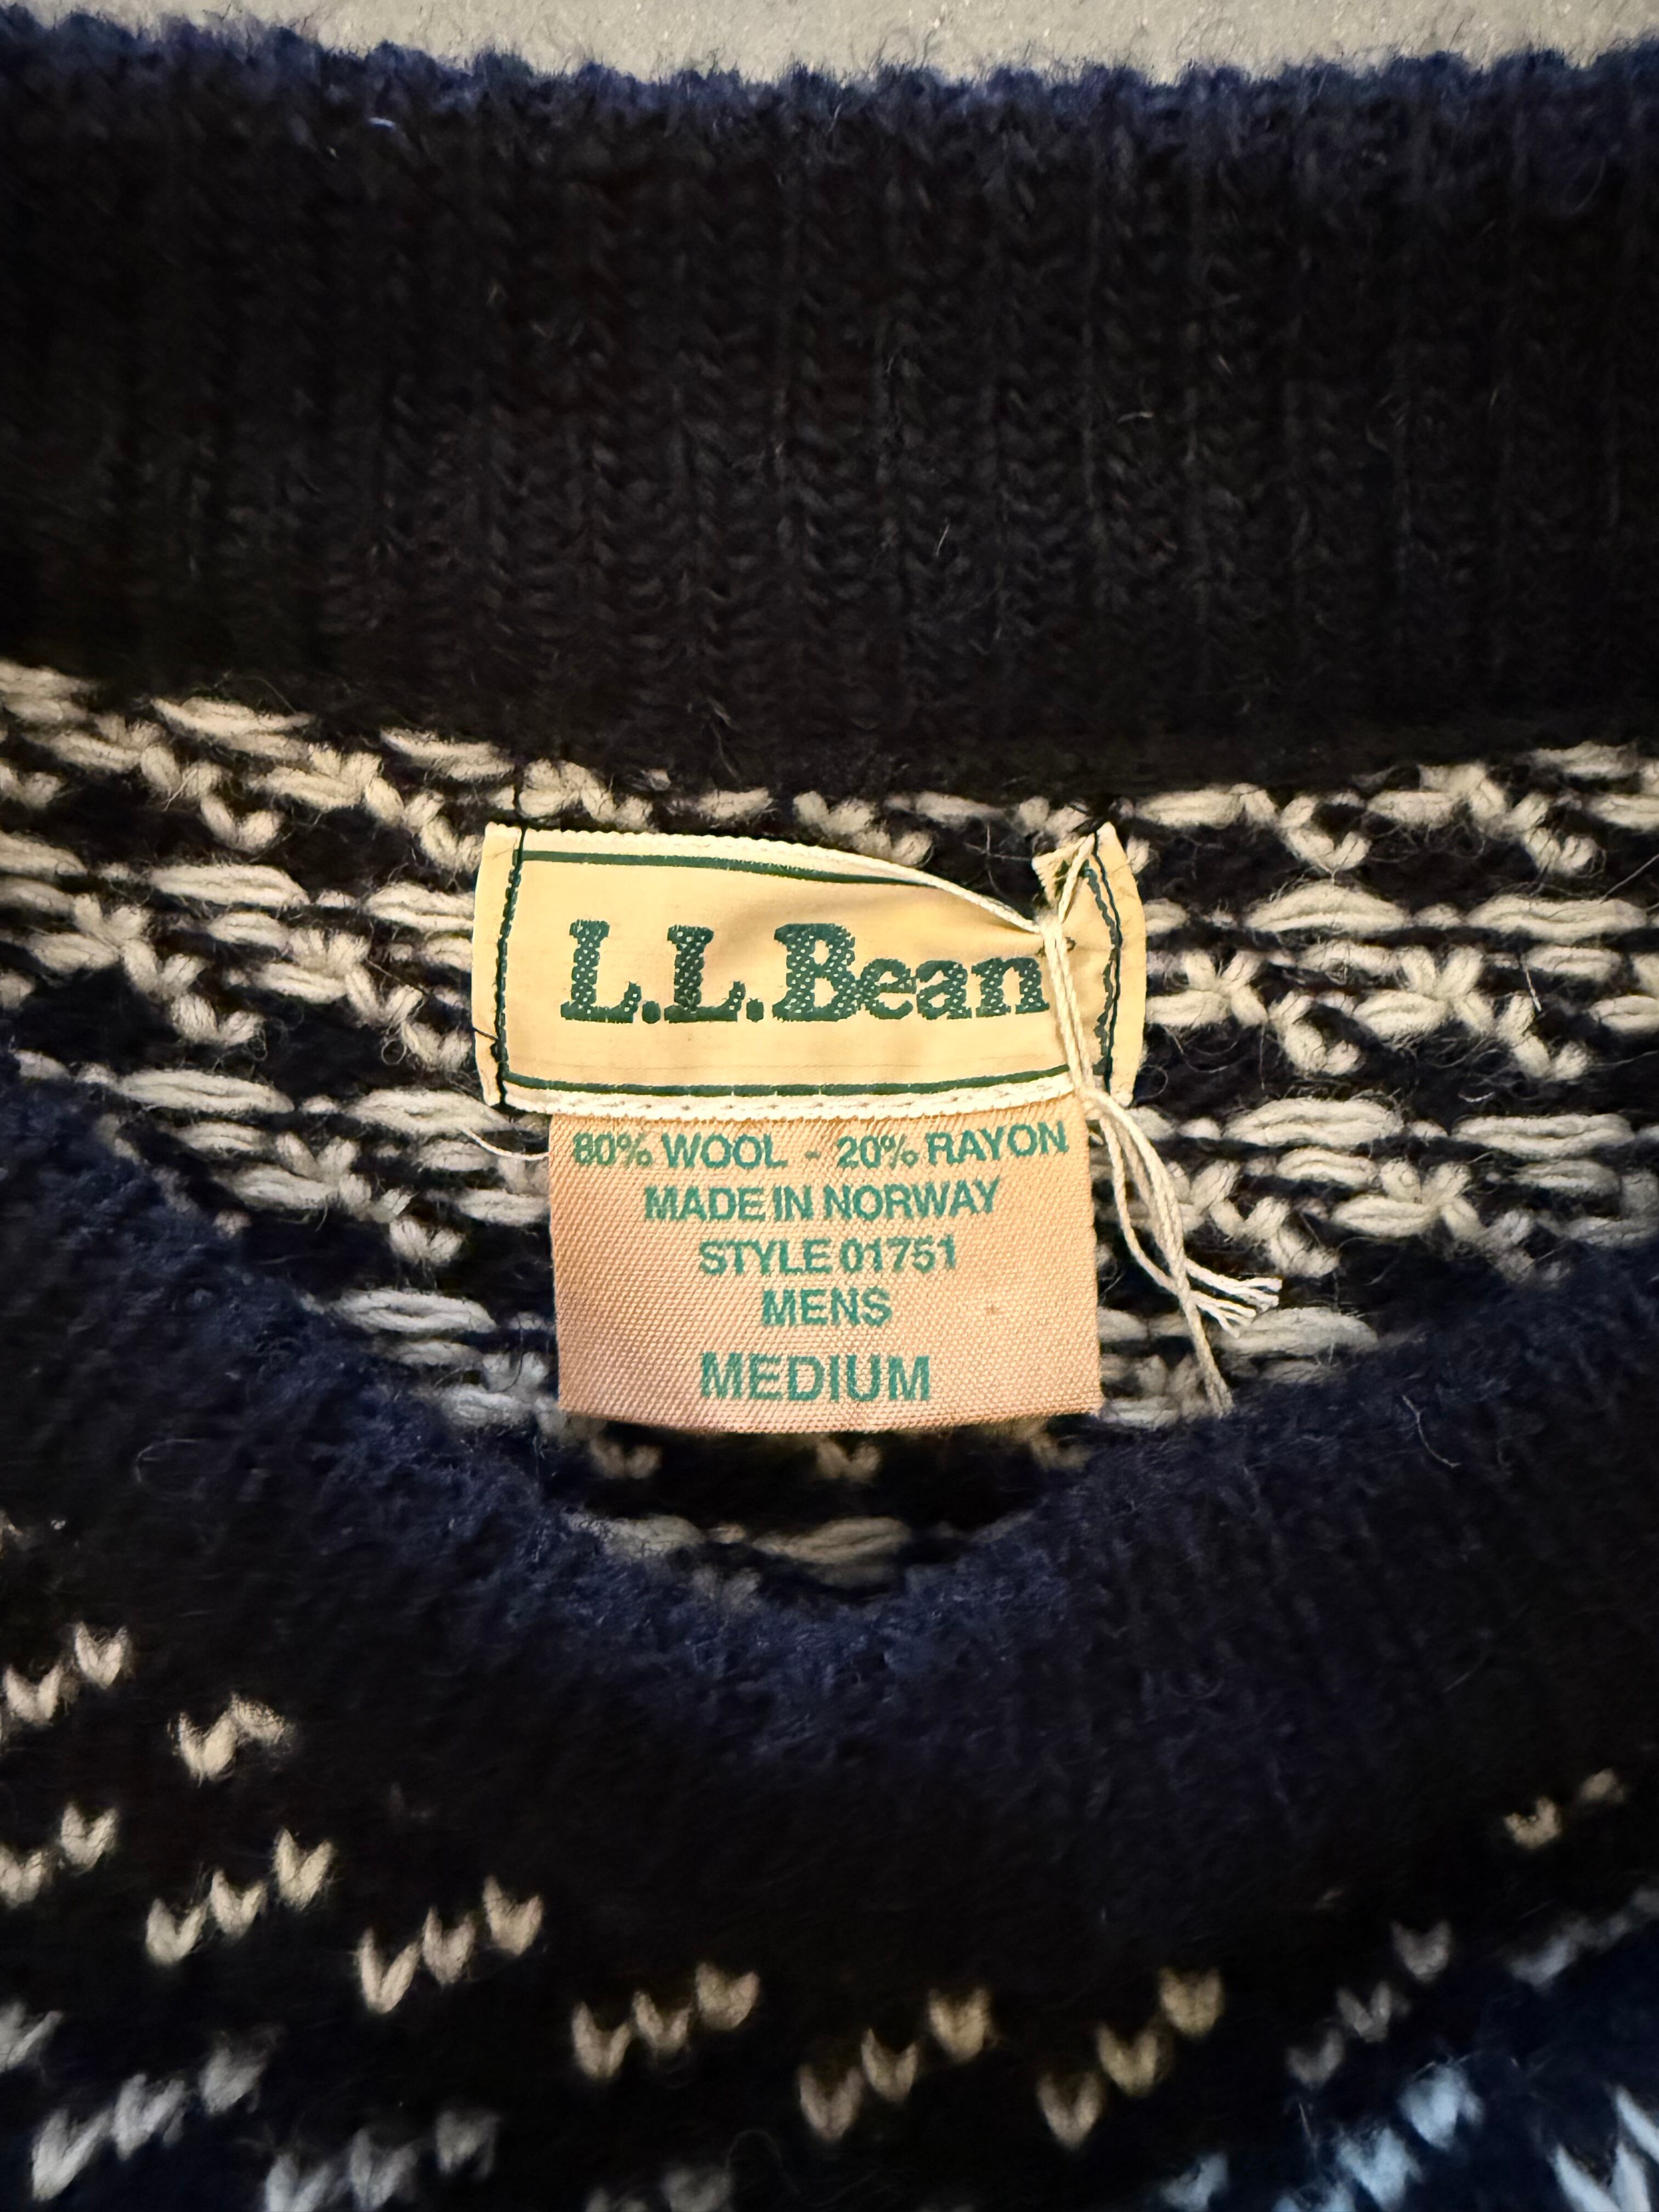 L.L.Bean
80% WOOL - 20% RAYON
MADE IN NORWAY
STYLE 01751
MENS
MEDIUM